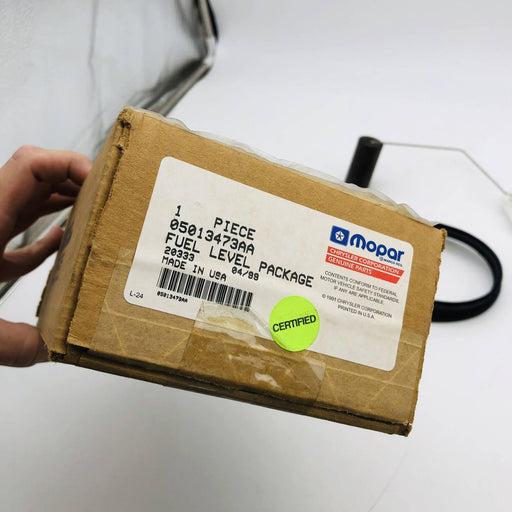 1 PIECE
05013473AA
FUEL LEVEL PACKAGE
20333 04/98
MADE IN USA
05013473AA
L-24
CERTIFIED
Mopar
CHRYSLER CORPORATION
GENUINE PARTS
CONTENTS CONFORM TO FEDERAL
MOTOR VEHICLE SAFETY STANDARDS,
IF ANY ARE APPLICABLE.
© 1991 CHRYSLER CORPORATION
PRINTED IN U.S.A.